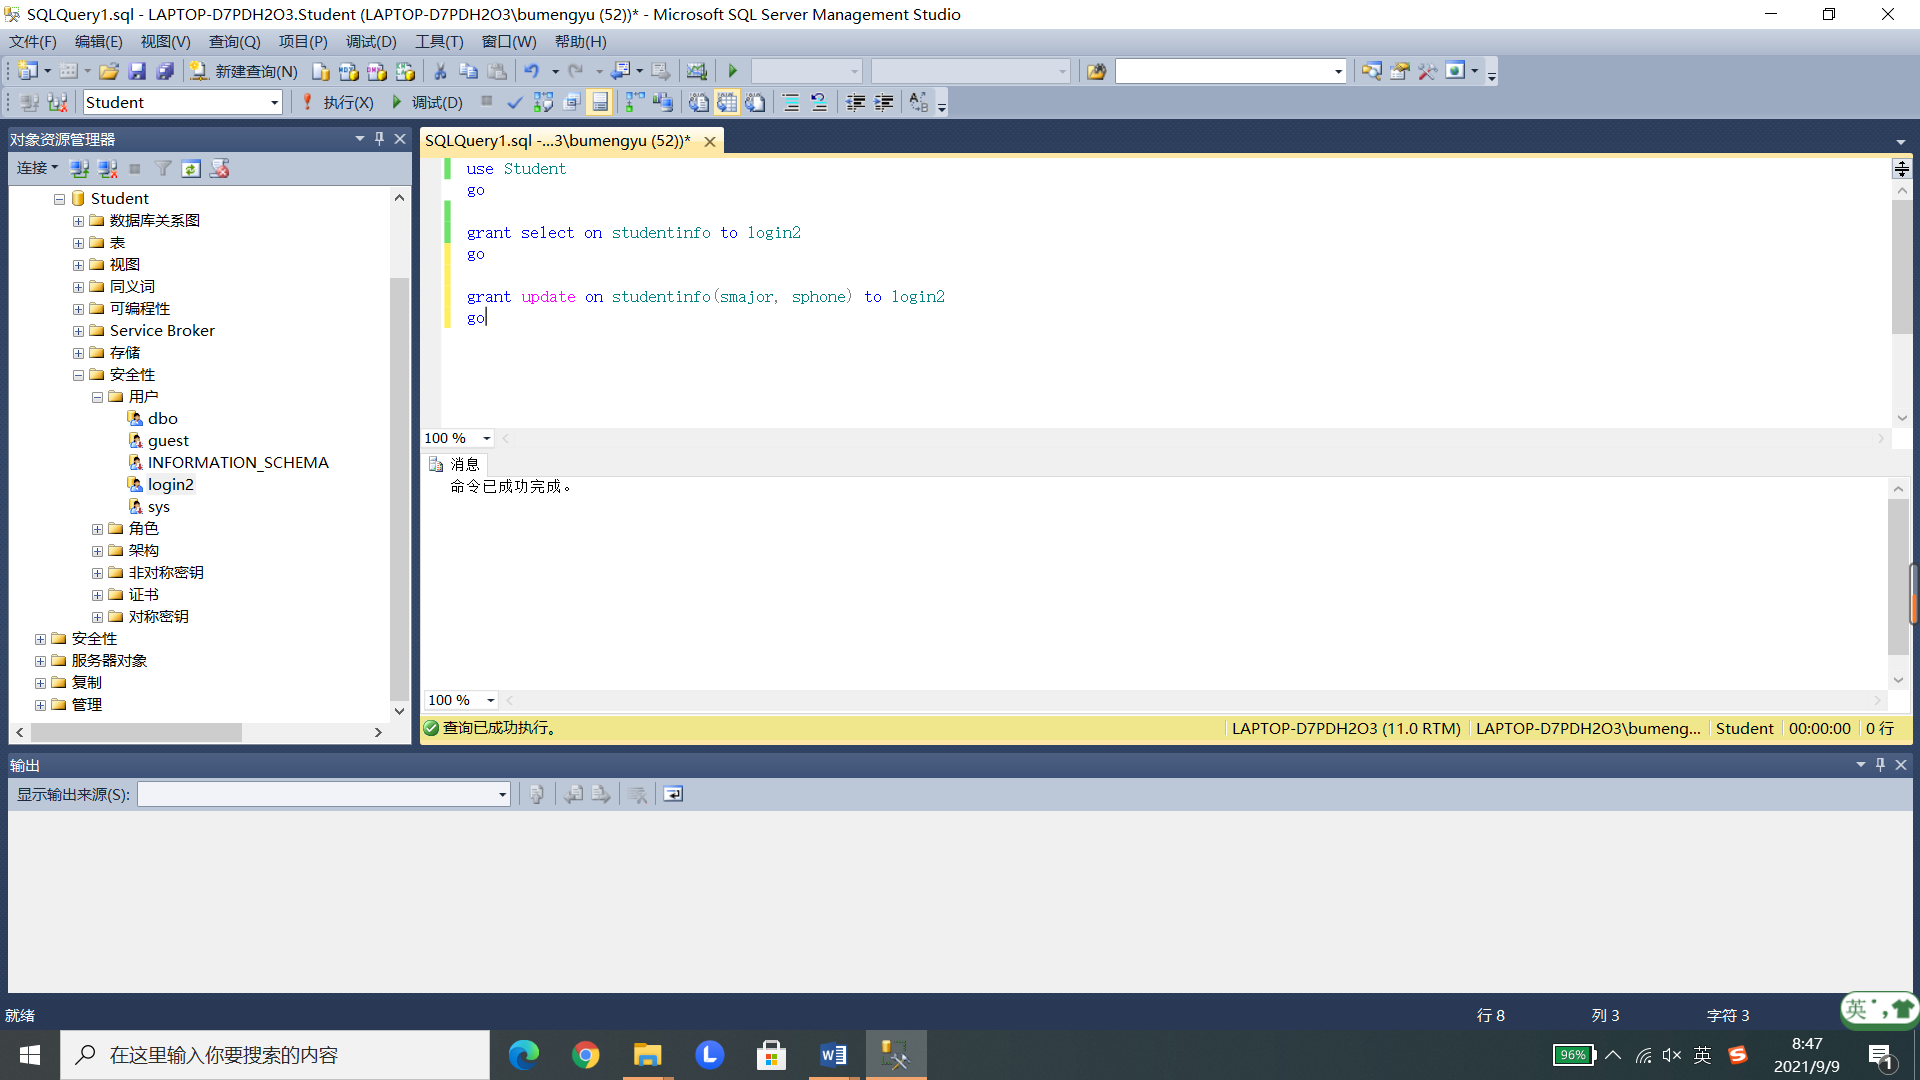 SQLQuery1.sql - LAPTOP-D7PDH2O3.Student (LAPTOP-D7PDH2O3\bumengyu (52))* - Microsoft SQL Server Management Studio
文件(F) 编辑(E) 视图(V) 查询(Q) 项目(P) 调试(D) 工具(T) 窗口(W) 帮助(H)
新建查询(N)
Student 执行(X) 调试(D)
对象资源管理器
连接
Student
数据库关系图
表
视图
同义词
可编程性
Service Broker
存储
安全性
用户
dbo
guest
INFORMATION_SCHEMA
login2
sys
角色
架构
非对称密钥
证书
对称密钥
安全性
服务器对象
复制
管理
SQLQuery1.sql -...3\bumengyu (52))*
use Student
go
grant select on studentinfo to login2
go
grant update on studentinfo(smajor, sphone) to login2
go
100 %
消息
命令已成功完成。
100 %
查询已成功执行。 LAPTOP-D7PDH2O3 (11.0 RTM) LAPTOP-D7PDH2O3\bumeng... Student 00:00:00 0 行
输出
显示输出来源(S):
就绪 行 8 列 3 字符 3
英
在这里输入你要搜索的内容
96% 英 8:47
2021/9/9
1